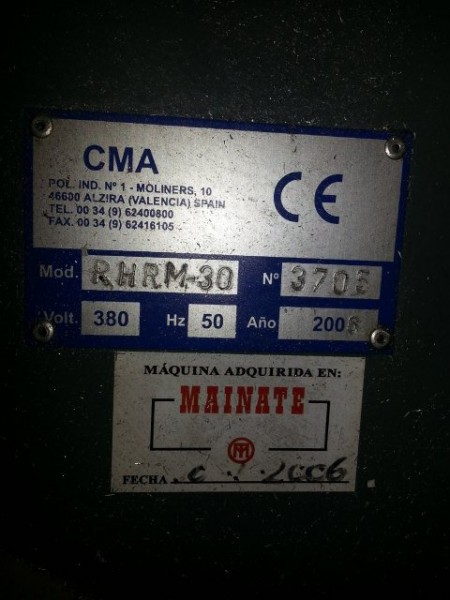 CMA
POL. IND. Nº 1 - MOLINERS, 10
46600 ALZIRA (VALENCIA) SPAIN
TEL. 00 34 (9) 62400800
FAX. 00 34 (9) 62416105
CE
Mod. RHRM-30 Nº
Volt. 380 Hz 50 Año
MÁQUINA ADQUIRIDA EN:
MAINATE
FECHA 2006